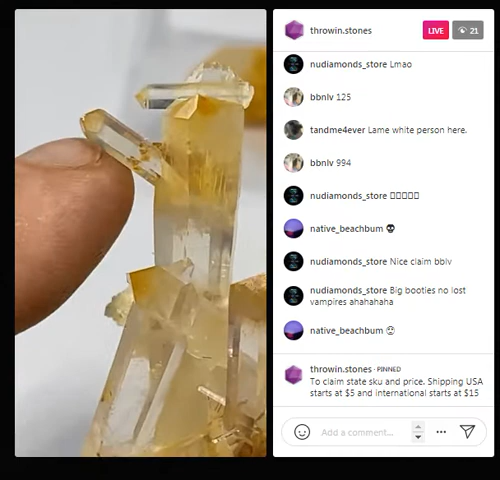 throwin.stones LIVE 21
nudiamonds_store Lmao
bbnlv 125
tandme4ever Lame white person here.
bbnlv 994
nudiamonds_store
native_beachbum 💀
nudiamonds_store Nice claim bblv
nudiamonds_store Big booties no lost
vampires ahahahaha
native_beachbum
throwin.stones · PINNED
To claim state sku and price. Shipping USA
starts at $5 and international starts at $15
Add a comment...